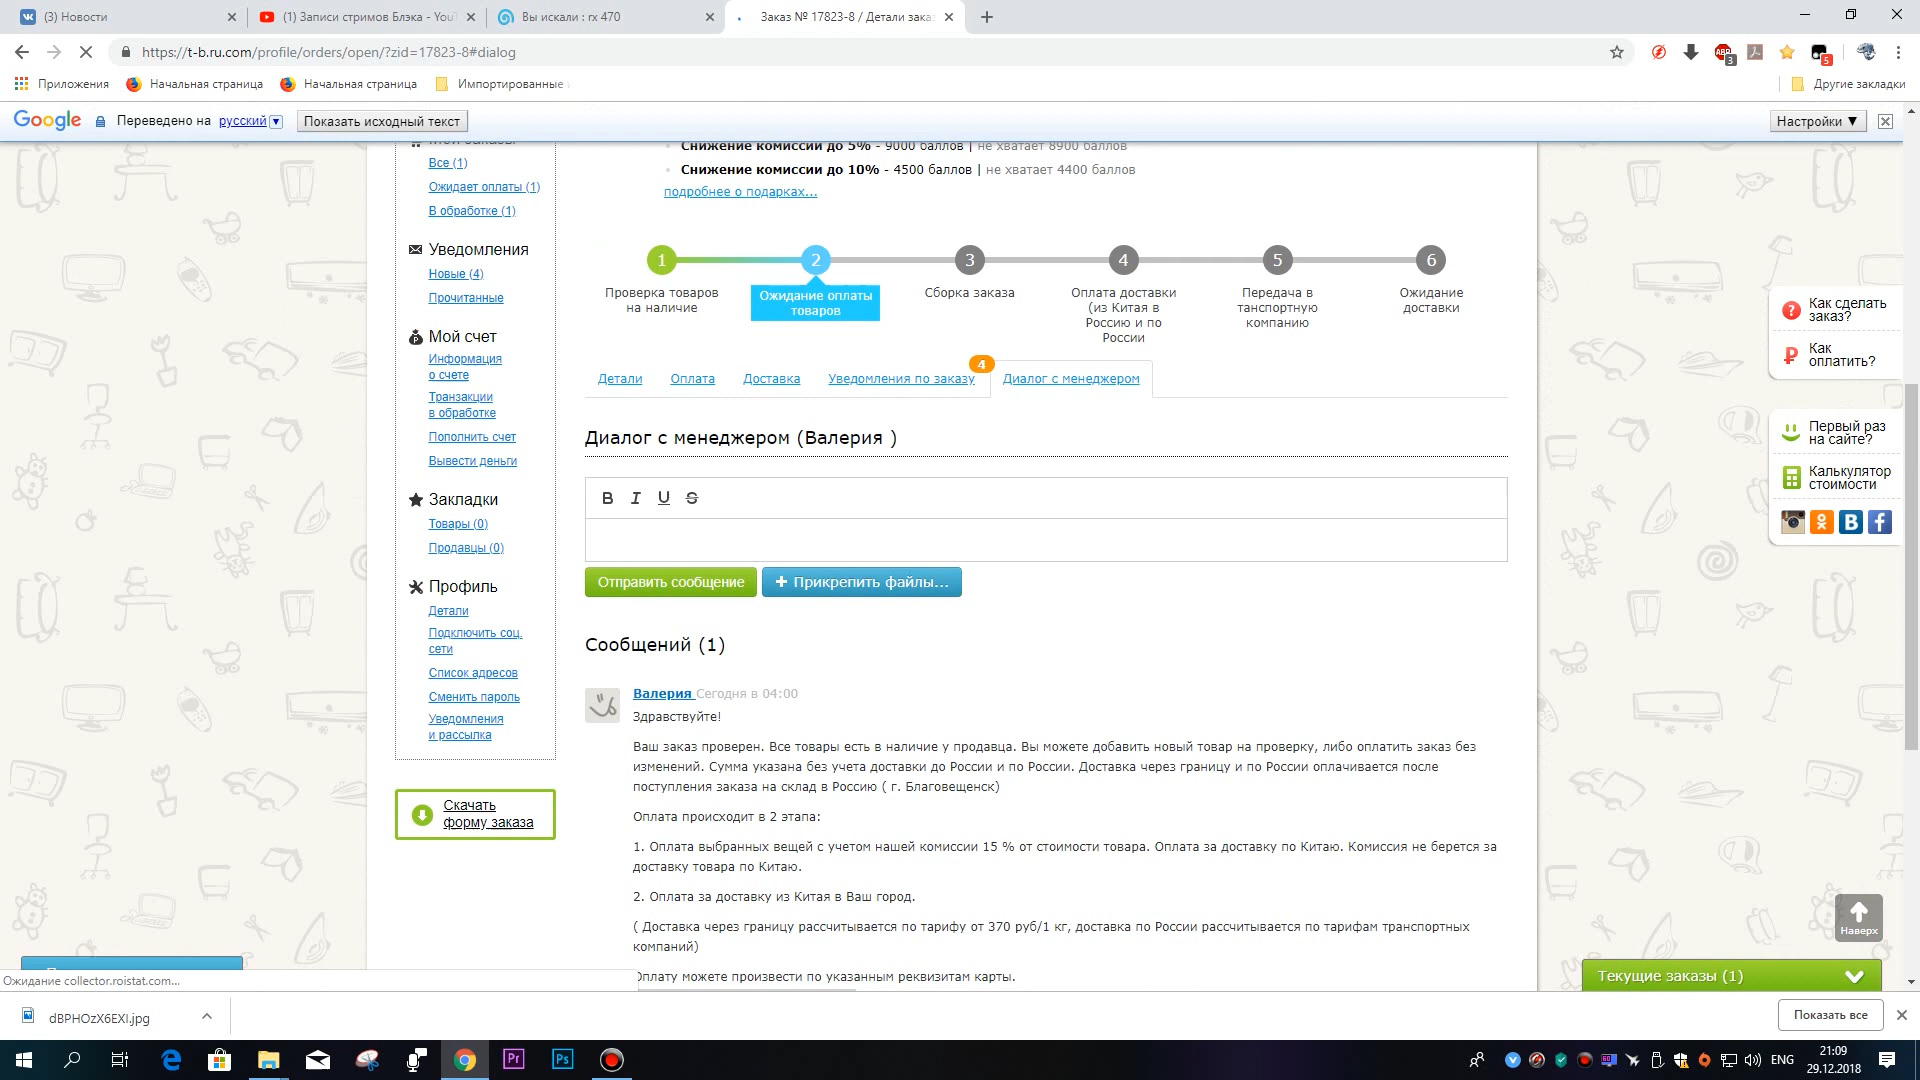 (3) Новости
(1) Записи стримов Блэка - YouT
Вы искали : rx 470
Заказ № 17823-8 / Детали заказ
https://t-b.ru.com/profile/orders/open/?zid=17823-8#dialog
Приложения
Начальная страница
Начальная страница
Импортированные
Другие закладки
Google Переведено на русский Показать исходный текст
Настройки ▼
Все (1)
Ожидает оплаты (1)
В обработке (1)
Уведомления
Новые (4)
Прочитанные
Мой счет
Информация
о счете
Транзакции
в обработке
Пополнить счет
Вывести деньги
Закладки
Товары (0)
Продавцы (0)
Профиль
Детали
Подключить соц.
сети
Список адресов
Сменить пароль
Уведомления
и рассылка
Скачать
форму заказа
Снижение комиссии до 5% - 9000 баллов | не хватает 8900 баллов
Снижение комиссии до 10% - 4500 баллов | не хватает 4400 баллов
подробнее о подарках...
1 2 3 4 5 6
Проверка товаров
на наличие
Ожидание оплаты
товаров
Сборка заказа
Оплата доставки
(из Китая в
Россию и по
России
Передача в
танспортную
компанию
Ожидание
доставки
Детали
Оплата
Доставка
Уведомления по заказу
4
Диалог с менеджером
Диалог с менеджером (Валерия )
B I U S
Отправить сообщение
+ Прикрепить файлы...
Сообщений (1)
Валерия Сегодня в 04:00
Здравствуйте!
Ваш заказ проверен. Все товары есть в наличие у продавца. Вы можете добавить новый товар на проверку, либо оплатить заказ без
изменений. Сумма указана без учета доставки до России и по России. Доставка через границу и по России оплачивается после
поступления заказа на склад в Россию ( г. Благовещенск)
Оплата происходит в 2 этапа:
1. Оплата выбранных вещей с учетом нашей комиссии 15 % от стоимости товара. Оплата за доставку по Китаю. Комиссия не берется за
доставку товара по Китаю.
2. Оплата за доставку из Китая в Ваш город.
( Доставка через границу рассчитывается по тарифу от 370 руб/1 кг, доставка по России рассчитывается по тарифам транспортных
компаний)
Оплату можете произвести по указанным реквизитам карты.
Как сделать
заказ?
Как
оплатить?
Первый раз
на сайте?
Калькулятор
стоимости
Наверх
Текущие заказы (1)
Ожидание collector.roistat.com...
dBPHOzX6EXI.jpg
Показать все
ENG
21:09
29.12.2018